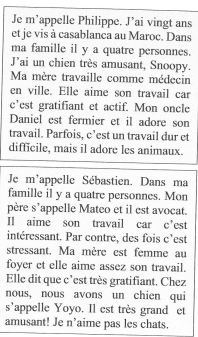 Je m'appelle Philippe. J'ai vingt ans
et je vis à casablanca au Maroc. Dans
ma famille il y a quatre personnes.
J'ai un chien très amusant, Snoopy.
Ma mère travaille comme médecin
en ville. Elle aime son travail car
c'est gratifiant et actif. Mon oncle
Daniel est fermier et il adore son
travail. Parfois, c'est un travail dur et
difficile, mais il adore les animaux.
Je m'appelle Sébastien. Dans ma
famille il y a quatre personnes. Mon
père s'appelle Mateo et il est avocat.
Il aime son travail car c'est
intéressant. Par contre, des fois c'est
stressant. Ma mère est femme au
foyer et elle aime assez son travail.
Elle dit que c'est très gratifiant. Chez
nous, nous avons un chien qui
s'appelle Yoyo. Il est très grand et
amusant! Je n'aime pas les chats.